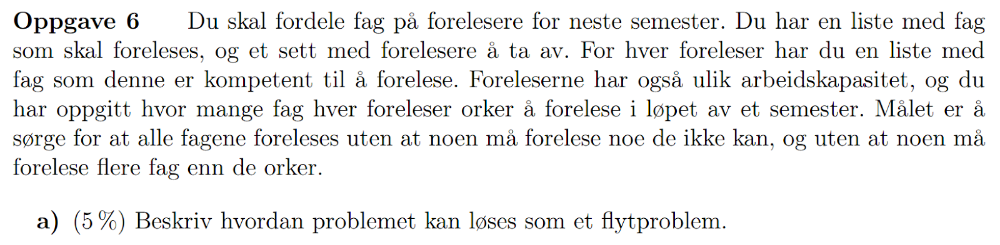 Oppgave 6 Du skal fordele fag på forelesere for neste semester. Du har en liste med fag
som skal foreleses, og et sett med forelesere å ta av. For hver foreleser har du en liste med
fag som denne er kompetent til å forelese. Foreleserne har også ulik arbeidskapasitet, og du
har oppgitt hvor mange fag hver foreleser orker å forelese i løpet av et semester. Målet er å
sørge for at alle fagene foreleses uten at noen må forelese noe de ikke kan, og uten at noen må
forelese flere fag enn de orker.
a) (5 %) Beskriv hvordan problemet kan løses som et flytproblem.